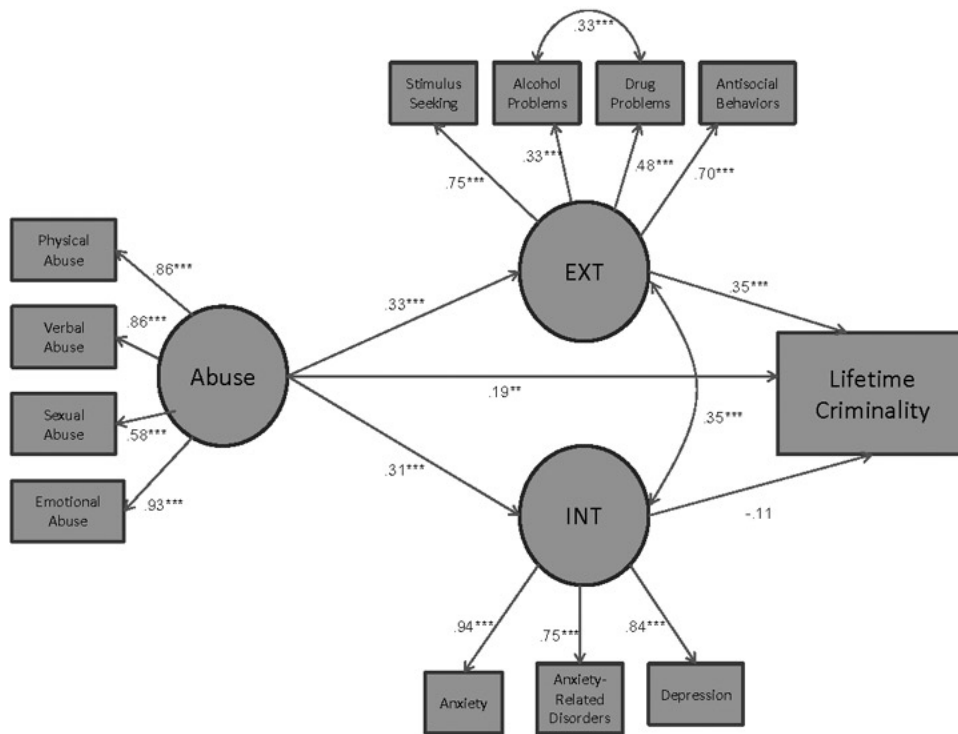 .33***
Stimulus
Seeking
Alcohol
Problems
Drug
Problems
Antisocial
Behaviors
.75***
.33***
.48***
.70***
Physical
Abuse
.86***
Verbal
Abuse
.86***
Sexual
Abuse
.58***
Emotional
Abuse
.93***
Abuse
.33***
EXT
.35***
.19**
Lifetime
Criminality
.31***
.35***
INT
-.11
.94***
.75***
.84***
Anxiety
Anxiety-
Related
Disorders
Depression